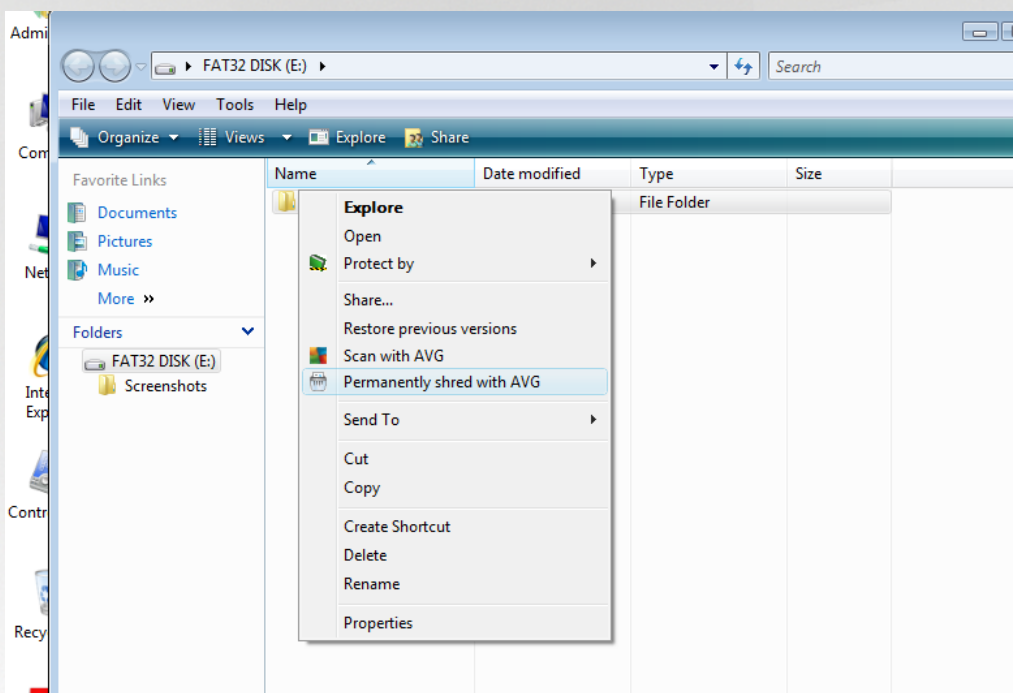 Admi
FAT32 DISK (E:)
Search
File Edit View Tools Help
Organize Views Explore Share
Com
Favorite Links
Name Date modified Type Size
File Folder
Documents
Pictures
Music
More »
Net
Folders
FAT32 DISK (E:)
Screenshots
Inte
Exp
Contr
Recy
Explore
Open
Protect by
Share...
Restore previous versions
Scan with AVG
Permanently shred with AVG
Send To
Cut
Copy
Create Shortcut
Delete
Rename
Properties